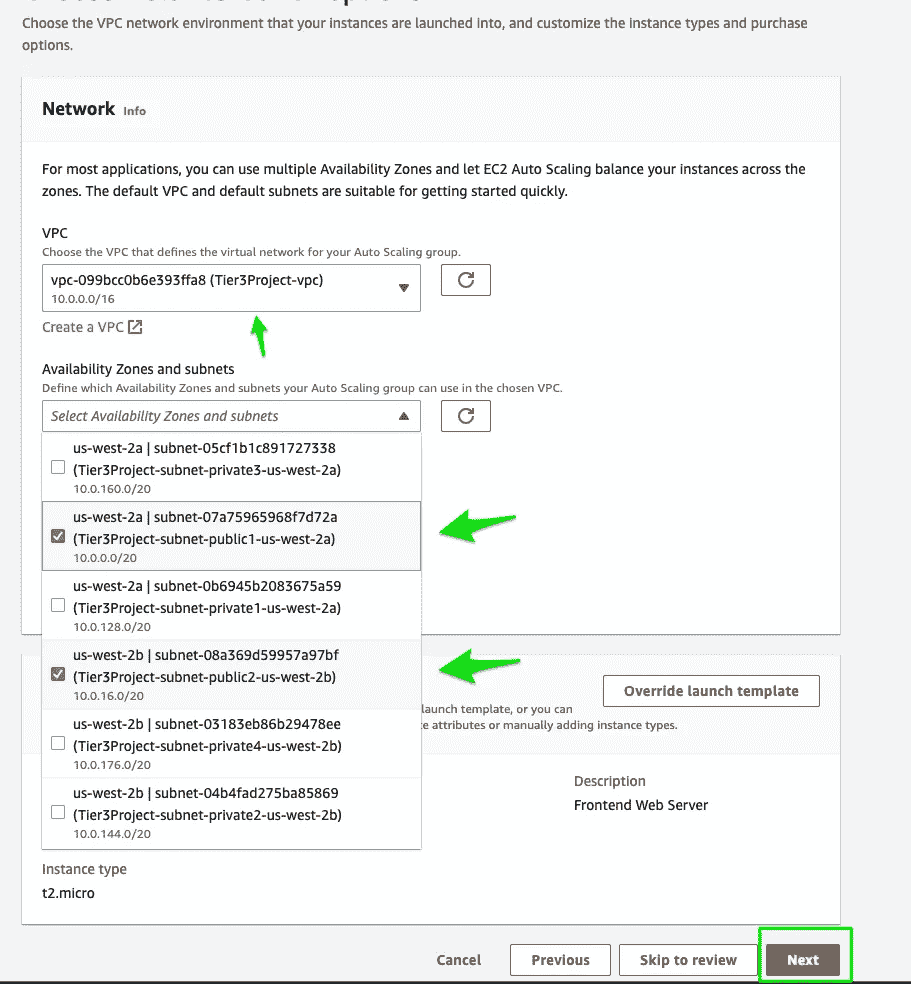 Choose the VPC network environment that your instances are launched into, and customize the instance types and purchase
options.
Network Info
For most applications, you can use multiple Availability Zones and let EC2 Auto Scaling balance your instances across the
zones. The default VPC and default subnets are suitable for getting started quickly.
VPC
Choose the VPC that defines the virtual network for your Auto Scaling group.
vpc-099bcc0b6e393ffa8 (Tier3Project-vpc)
10.0.0.0/16
Create a VPC
Availability Zones and subnets
Define which Availability Zones and subnets your Auto Scaling group can use in the chosen VPC.
Select Availability Zones and subnets
us-west-2a | subnet-05cf1b1c891727338
(Tier3Project-subnet-private3-us-west-2a)
10.0.160.0/20
us-west-2a | subnet-07a75965968f7d72a
(Tier3Project-subnet-public1-us-west-2a)
10.0.0.0/20
us-west-2a | subnet-0b6945b2083675a59
(Tier3Project-subnet-private1-us-west-2a)
10.0.128.0/20
us-west-2b | subnet-08a369d59957a97bf
(Tier3Project-subnet-public2-us-west-2b)
10.0.16.0/20
us-west-2b | subnet-03183eb86b29478ee
(Tier3Project-subnet-private4-us-west-2b)
10.0.176.0/20
us-west-2b | subnet-04b4fad275ba85869
(Tier3Project-subnet-private2-us-west-2b)
10.0.144.0/20
Override launch template
launch template, or you can
attributes or manually adding instance types.
Description
Frontend Web Server
Instance type
t2.micro
Cancel Previous Skip to review Next